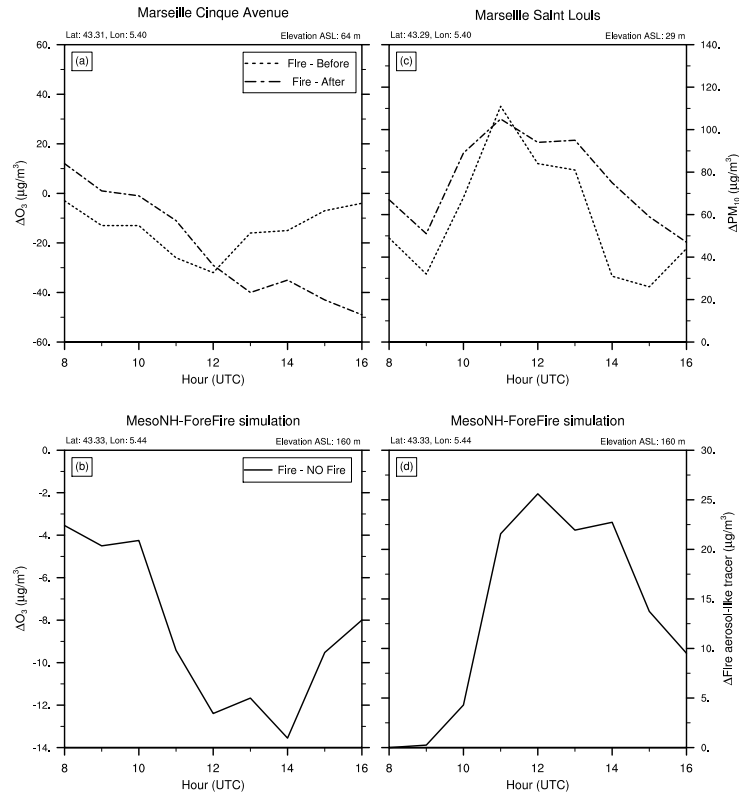 Marseille Cinque Avenue
Lat: 43.31, Lon: 5.40 Elevation ASL: 64 m
(a)
Fire - Before
Fire - After
60.
40.
20.
0.
-20.
-40.
-60.
ΔO3 (µg/m3)
8 10 12 14 16
Hour (UTC)
Marseille Saint Louis
Lat: 43.29, Lon: 5.40 Elevation ASL: 29 m
(c)
140.
120.
100.
80.
60.
40.
20.
0.
ΔPM10 (µg/m3)
8 10 12 14 16
Hour (UTC)
MesoNH-ForeFire simulation
Lat: 43.33, Lon: 5.44 Elevation ASL: 160 m
(b)
Fire - NO Fire
0.
-2.
-4.
-6.
-8.
-10.
-12.
-14.
ΔO3 (µg/m3)
8 10 12 14 16
Hour (UTC)
MesoNH-ForeFire simulation
Lat: 43.33, Lon: 5.44 Elevation ASL: 160 m
(d)
30.
25.
20.
15.
10.
5.
0.
ΔFire aerosol-like tracer (µg/m3)
8 10 12 14 16
Hour (UTC)